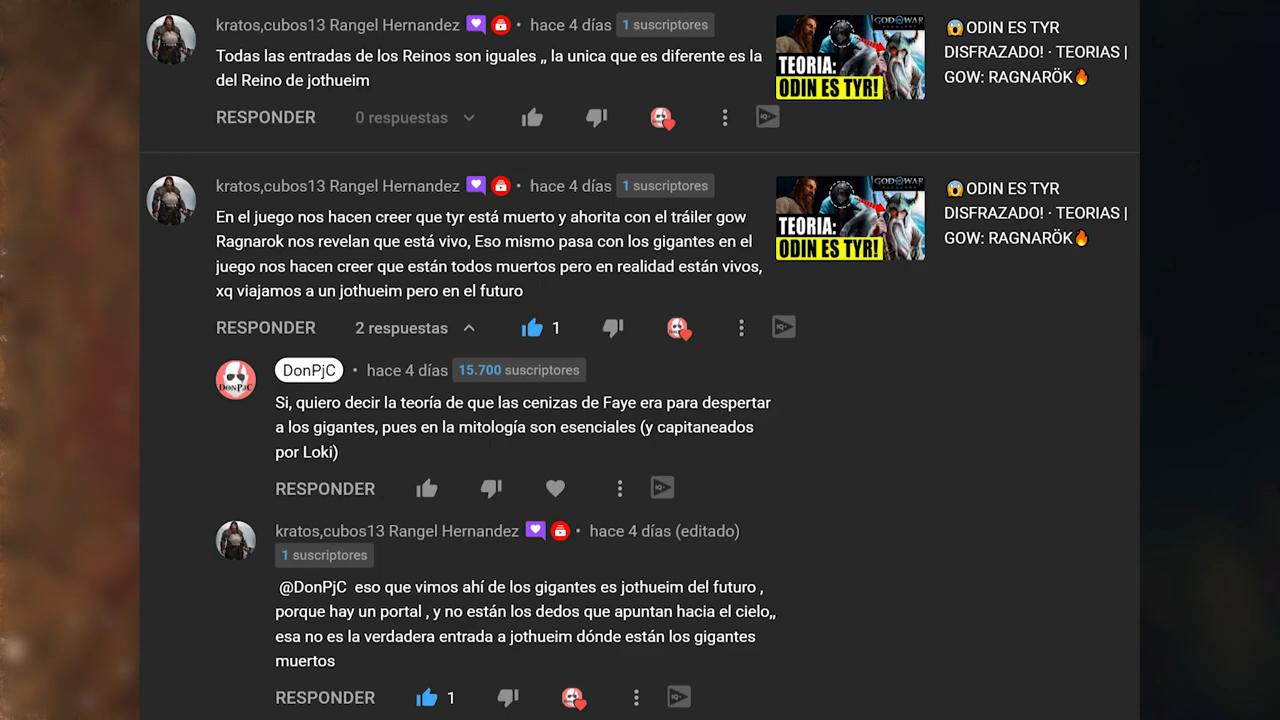 kratos,cubos13 Rangel Hernandez • hace 4 días 1 suscriptores
Todas las entradas de los Reinos son iguales ,, la unica que es diferente es la
del Reino de jothueim
RESPONDER 0 respuestas
GOD OF WAR
TEORIA:
ODIN ES TYR!
😱ODIN ES TYR
DISFRAZADO! · TEORIAS |
GOW: RAGNARÖK🔥
kratos,cubos13 Rangel Hernandez • hace 4 días 1 suscriptores
En el juego nos hacen creer que tyr está muerto y ahorita con el tráiler gow
Ragnarok nos revelan que está vivo, Eso mismo pasa con los gigantes en el
juego nos hacen creer que están todos muertos pero en realidad están vivos,
xq viajamos a un jothueim pero en el futuro
RESPONDER 2 respuestas 1
GOD OF WAR
TEORIA:
ODIN ES TYR!
😱ODIN ES TYR
DISFRAZADO! · TEORIAS |
GOW: RAGNARÖK🔥
DonPjC • hace 4 días 15.700 suscriptores
DONPJC
Si, quiero decir la teoría de que las cenizas de Faye era para despertar
a los gigantes, pues en la mitología son esenciales (y capitaneados
por Loki)
RESPONDER
kratos,cubos13 Rangel Hernandez • hace 4 días (editado)
1 suscriptores
@DonPjC eso que vimos ahí de los gigantes es jothueim del futuro ,
porque hay un portal , y no están los dedos que apuntan hacia el cielo,,
esa no es la verdadera entrada a jothueim dónde están los gigantes
muertos
RESPONDER 1